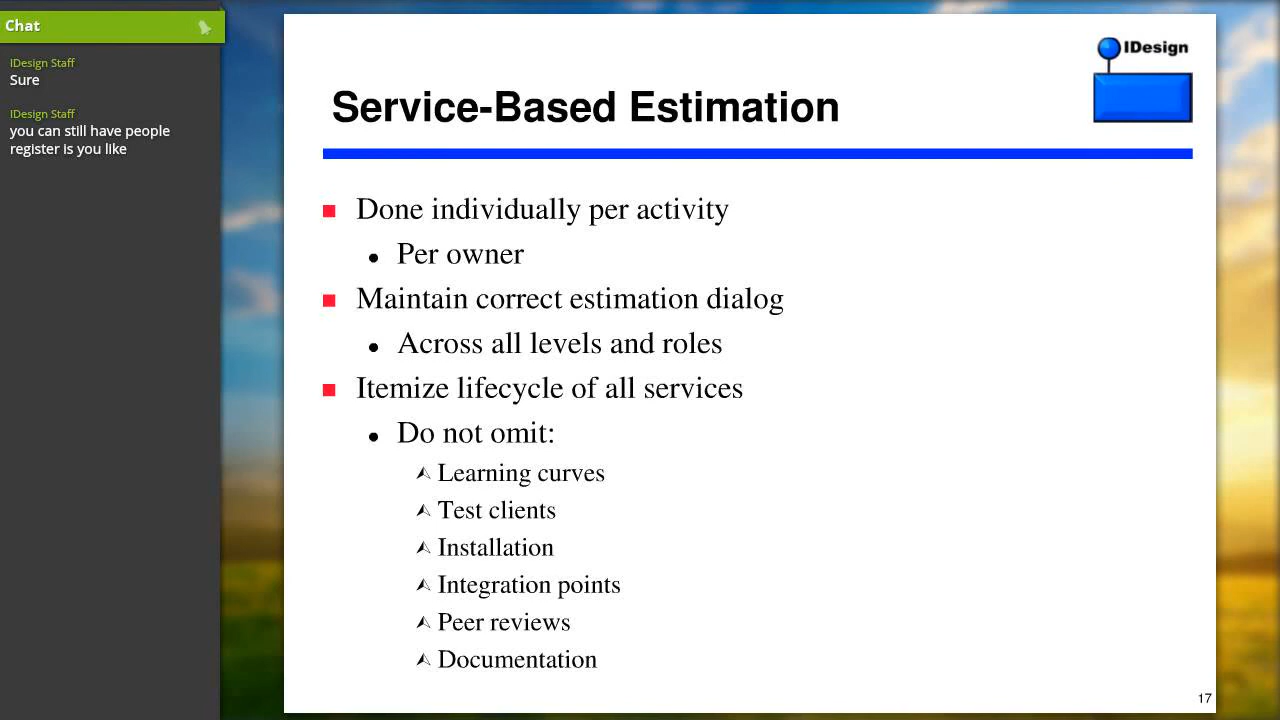 Chat
IDesign Staff
Sure
IDesign Staff
you can still have people
register is you like
IDesign
Service-Based Estimation
Done individually per activity
Per owner
Maintain correct estimation dialog
Across all levels and roles
Itemize lifecycle of all services
Do not omit:
Learning curves
Test clients
Installation
Integration points
Peer reviews
Documentation
17